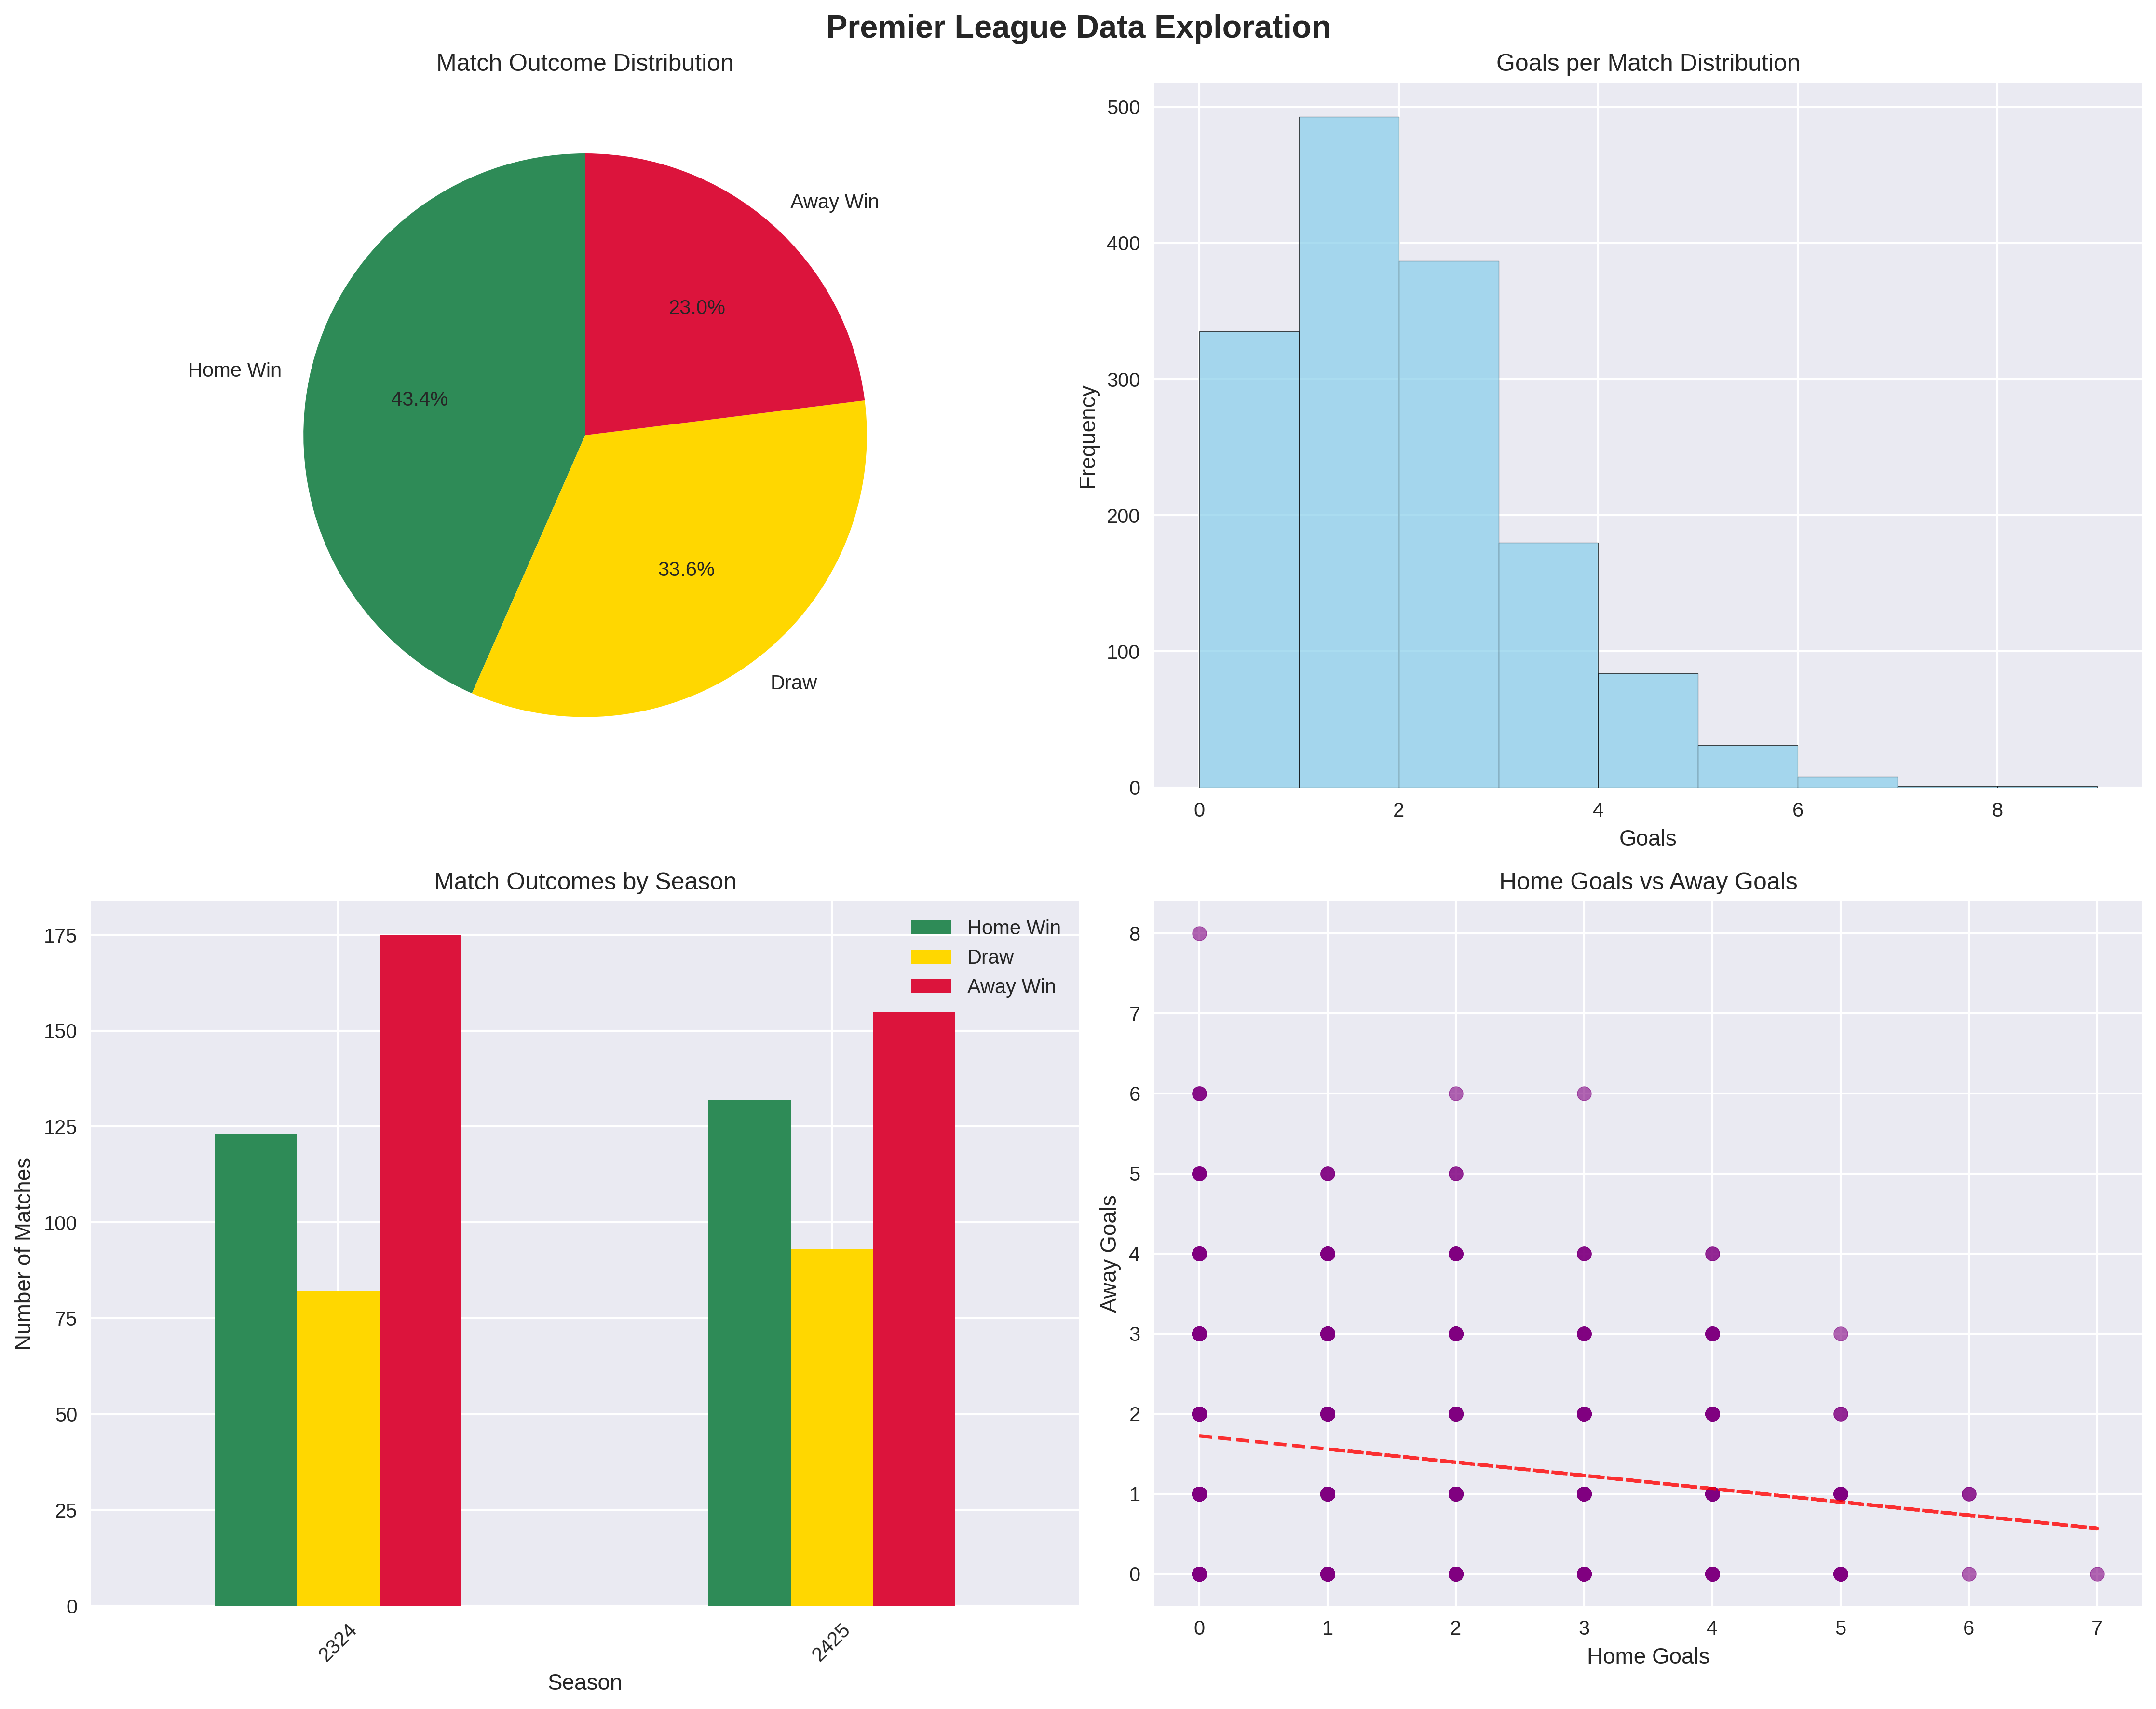 Premier League Data Exploration
Match Outcome Distribution
Away Win
23.0%
Home Win
43.4%
33.6%
Draw
Goals per Match Distribution
500
400
300
200
100
0
Frequency
0 2 4 6 8
Goals
Match Outcomes by Season
Home Win
Draw
Away Win
175
150
125
100
75
50
25
0
Number of Matches
2324 2425
Season
Home Goals vs Away Goals
8
7
6
5
4
3
2
1
0
Away Goals
0 1 2 3 4 5 6 7
Home Goals